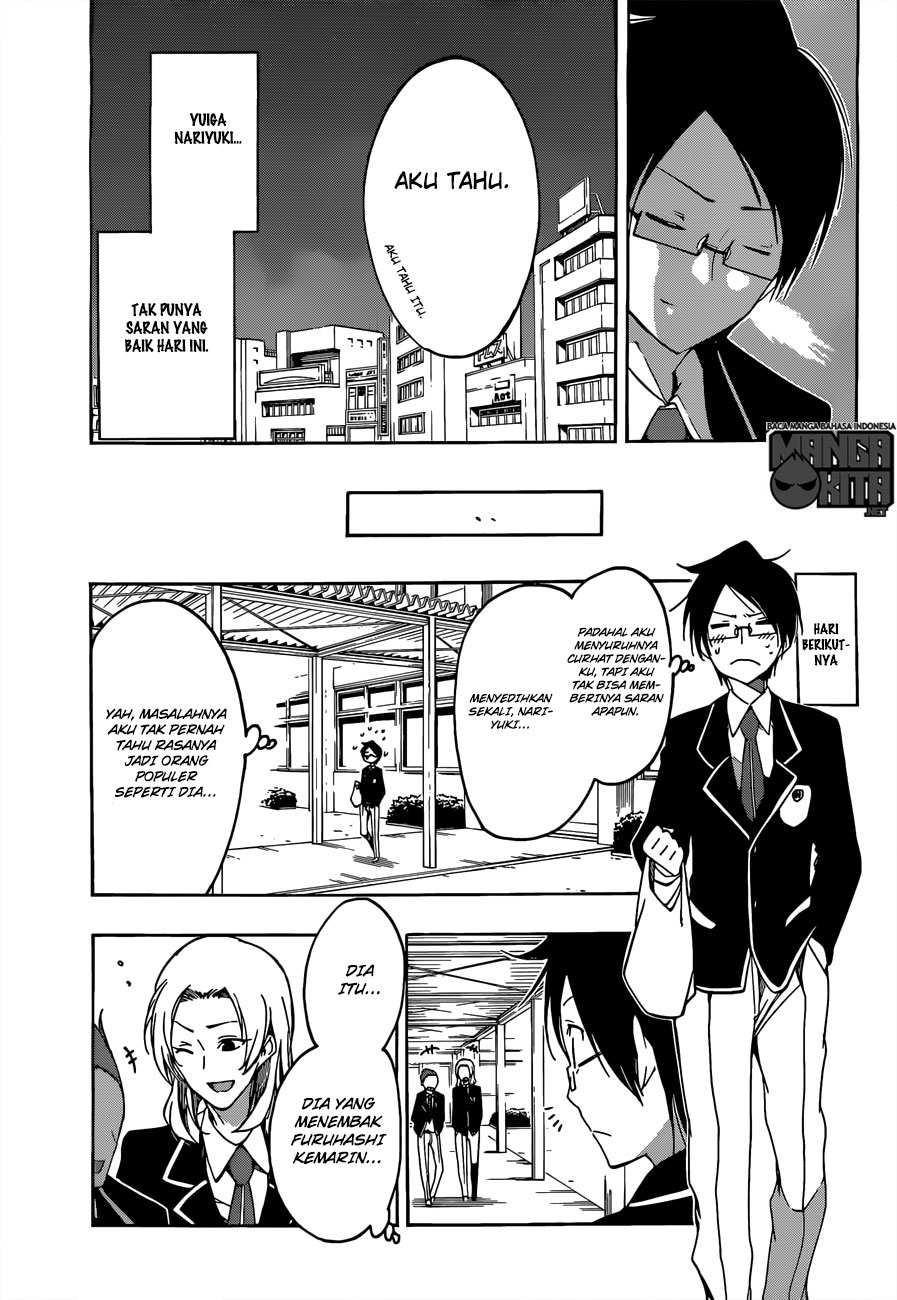 AKU TAHU.
AKU TAHU ITU.
YUIGA
NARIYUKI...
TAK PUNYA
SARAN YANG
BAIK HARI INI.
BACA MANGA BAHASA INDONESIA
MANGA
KITA
.NET
HARI
BERIKUT-
NYA
PADAHAL AKU
MENYURUHNYA
CURHAT DENGAN-
KU, TAPI AKU
TAK BISA MEM-
BERINYA SARAN
APAPUN.
MENYEDIHKAN
SEKALI, NARI-
YUKI...
YAH, MASALAHNYA
AKU TAK PERNAH
TAHU RASANYA
JADI ORANG
POPULER
SEPERTI DIA...
DIA
ITU...
DIA YANG
MENEMBAK
FURUHASHI
KEMARIN...